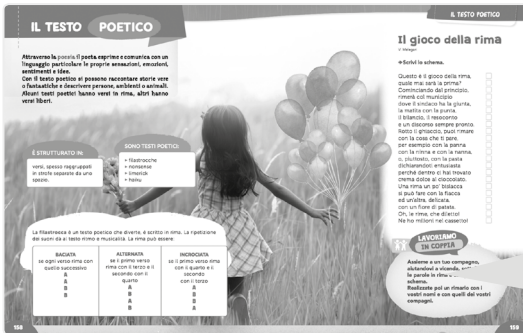 IL TESTO POETICO
Attraverso la poesia il poeta esprime e comunica con un
linguaggio particolare le proprie sensazioni, emozioni,
sentimenti e idee.
Con il testo poetico si possono raccontare storie vere
o fantastiche e descrivere persone, ambienti o animali.
Alcuni testi poetici hanno versi in rima, altri hanno
versi liberi.
È STRUTTURATO IN:
versi, spesso raggruppati
in strofe separate da uno
spazio.
SONO TESTI POETICI:
• filastrocche
• nonsense
• limerick
• haiku
La filastrocca è un testo poetico che diverte, è scritto in rima. La ripetizione
dei suoni dà al testo ritmo e musicalità. La rima può essere:
BACIATA
se ogni verso rima con
quello successivo
A
A
B
B
ALTERNATA
se il primo verso
rima con il terzo e il
secondo con il
quarto
A
B
A
B
INCROCIATA
se il primo verso rima
con il quarto e il
secondo
con il terzo
A
B
B
A
158
IL TESTO POETICO
Il gioco della rima
Scrivi lo schema.
Questo è il gioco della rima,
quale mai sarà la prima?
Cominciando dal principio,
rimerà col municipio
dove il sindaco ha la giunta,
la matita con la punta,
il bilancio, il resoconto
e un discorso sempre pronto.
Rotto il ghiaccio, puoi rimare
con la cosa che ti pare,
per esempio con la panna
con la ninna e con la nanna,
o, piuttosto, con la pasta
dichiarandoti entusiasta
perché dentro ci hai trovato
crema dolce al cioccolato.
Una rima un po' bislacca
si può fare con la fiacca
ed un'altra, delicata,
con un fiore di patata.
Oh, le rime, che diletto!
Ne ho milioni nel cassetto!
LAVORIAMO
IN COPPIA
Assieme a un tuo compagno,
aiutandovi a vicenda,
le parole in rima
schema.
Realizzate poi un rimario con i
vostri nomi e con quelli dei vostri
compagni.
159